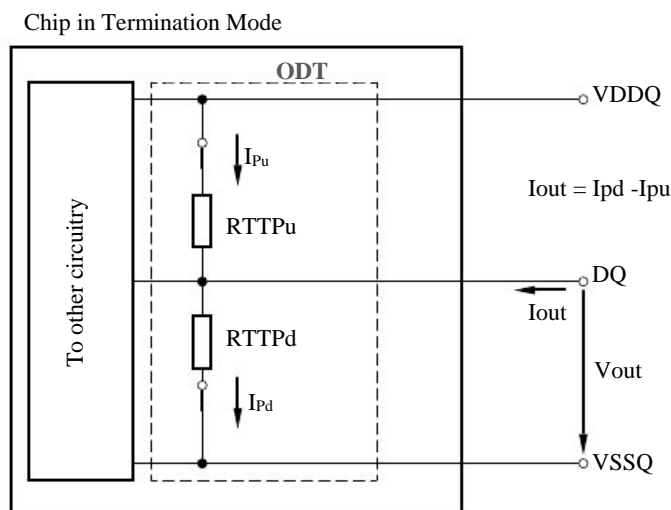 Chip in Termination Mode
ODT
VDDQ
IPu
Iout = Ipd -Ipu
RTTPu
To other circuitry
DQ
Iout
RTTPd
Vout
IPd
VSSQ